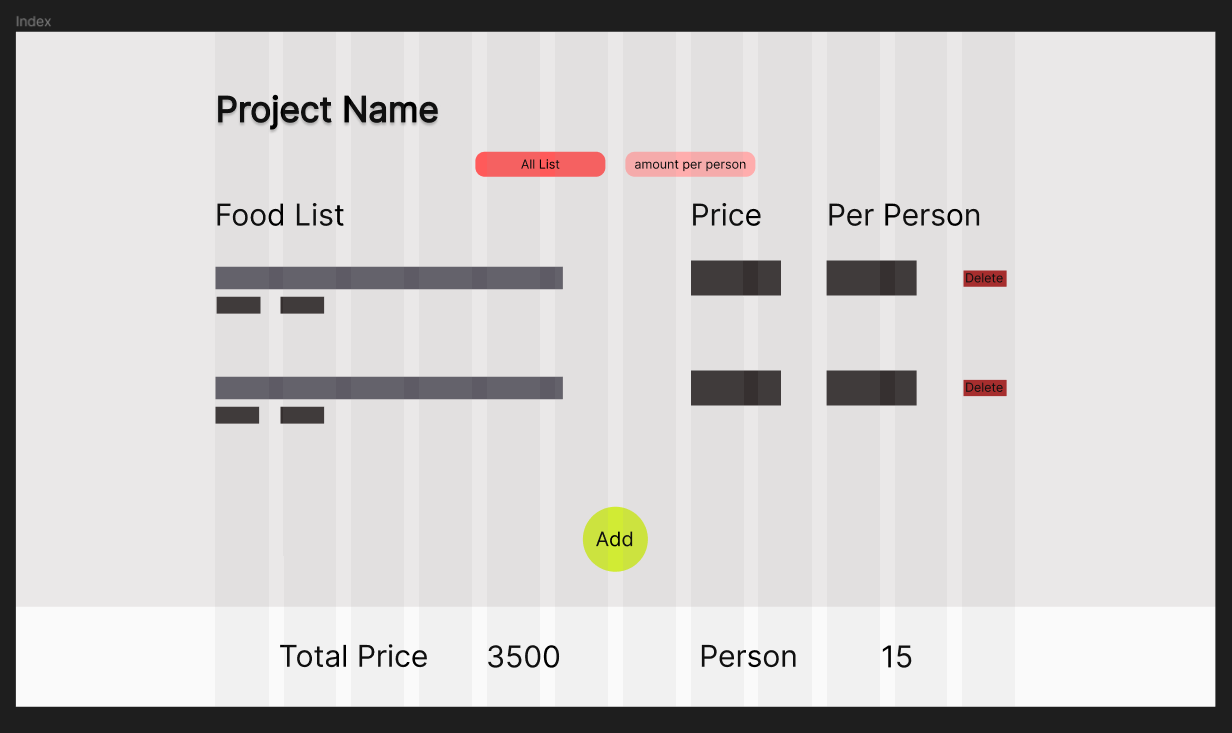 Index
Project Name
All List
amount per person
Food List
Price
Per Person
Delete
Delete
Add
Total Price
3500
Person
15